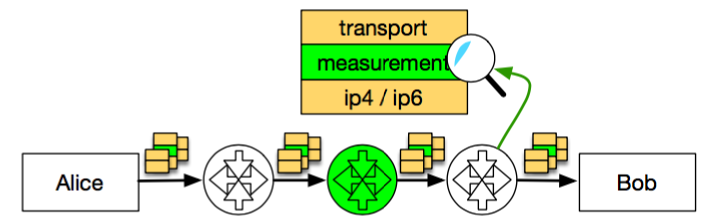 transport
measurement
ip4 / ip6
Alice
Bob